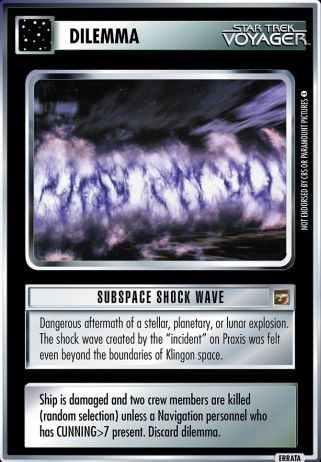 DILEMMA
STAR TREK
VOYAGER
NOT ENDORSED BY CBS OR PARAMOUNT PICTURES
SUBSPACE SHOCK WAVE
Dangerous aftermath of a stellar, planetary, or lunar explosion.
The shock wave created by the "incident" on Praxis was felt
even beyond the boundaries of Klingon space.
Ship is damaged and two crew members are killed
(random selection) unless a Navigation personnel who
has CUNNING>7 present. Discard dilemma.
ERRATA